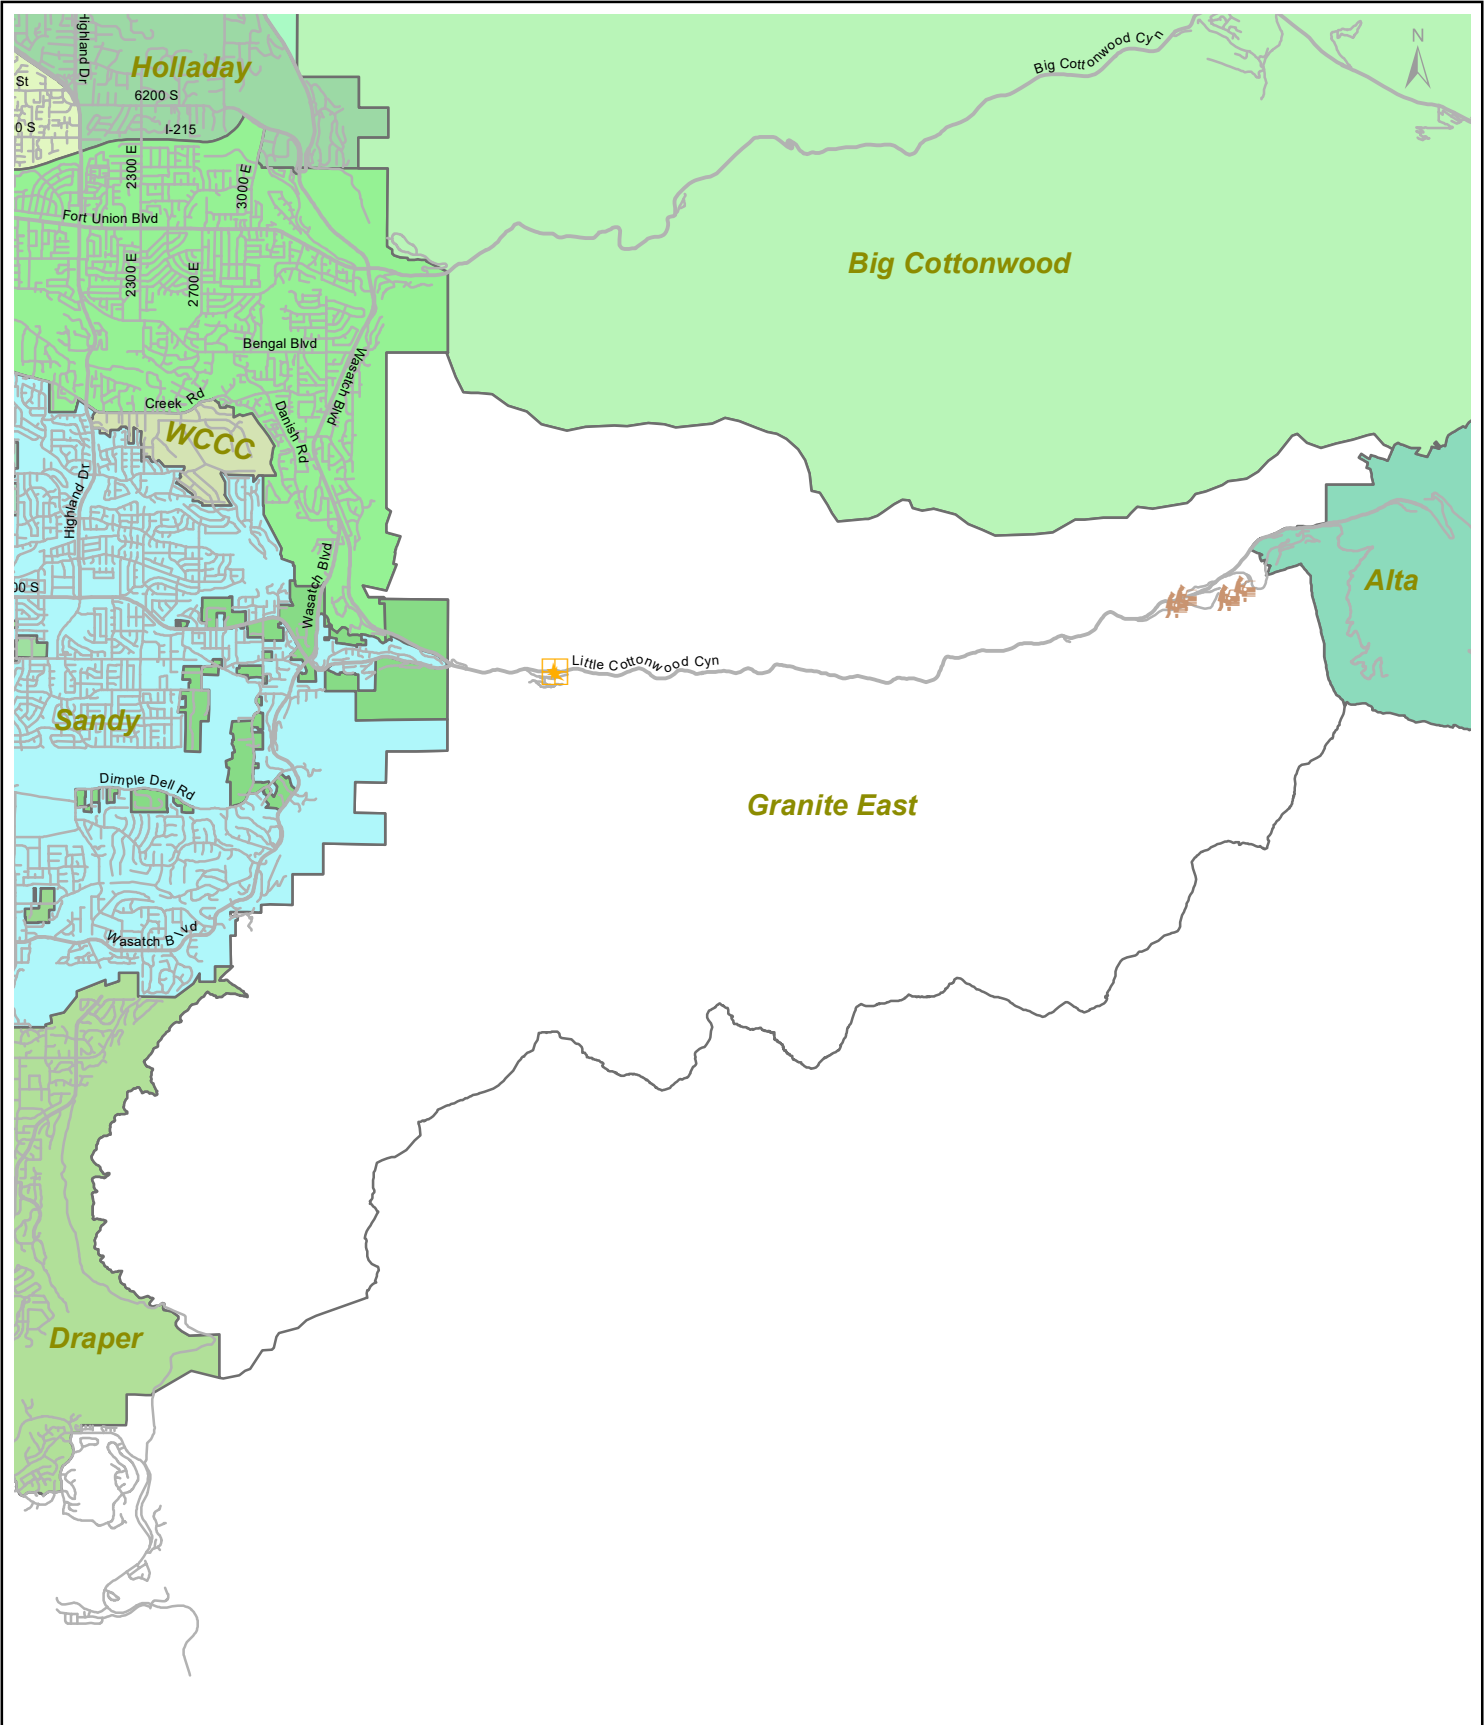 Highland Dr
Holladay
Big Cottonwood Cyn
N
St
6200 S
0 S
I-215
2300 E
3000 E
Fort Union Blvd
2300 E
2700 E
Big Cottonwood
Bengal Blvd
Wasatch Blvd
Creek Rd
Danish Rd
WCCC
Highland Dr
Wasatch Blvd
00 S
Alta
Little Cottonwood Cyn
Sandy
Dimple Dell Rd
Granite East
Wasatch Blvd
Draper